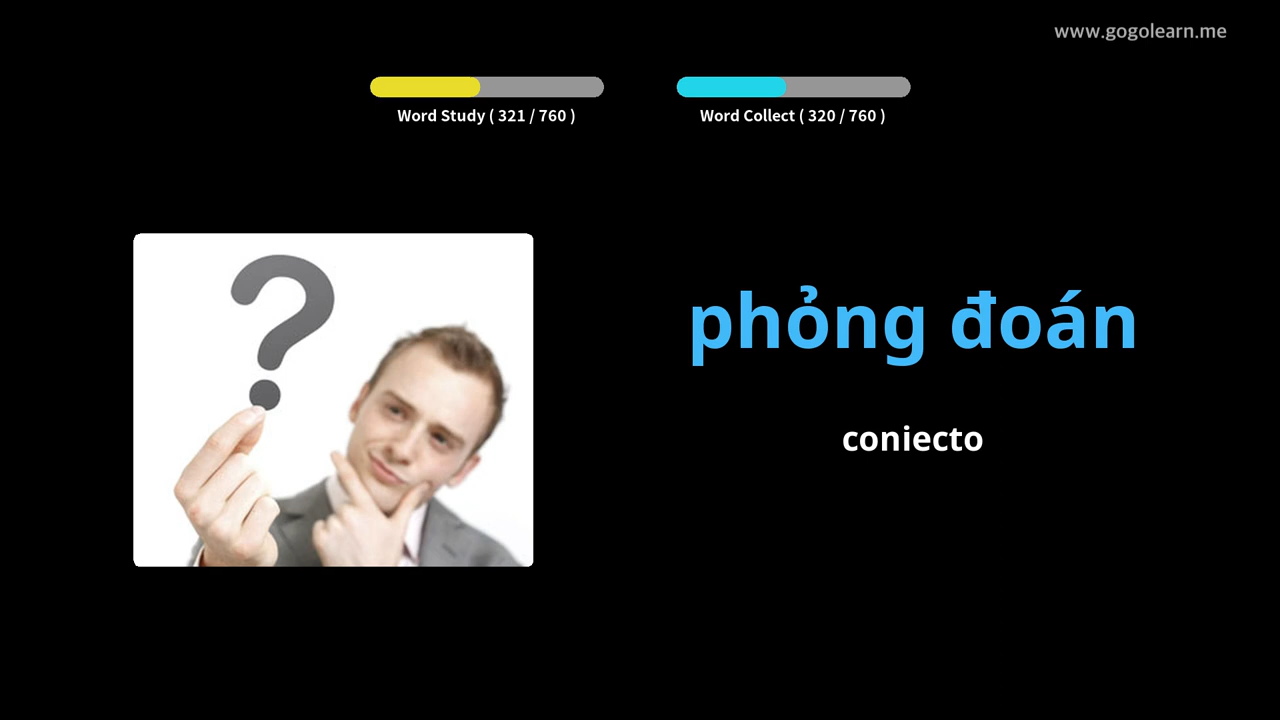 www.gogolearn.me
Word Study ( 321 / 760 )
Word Collect ( 320 / 760 )
phỏng đoán
coniecto